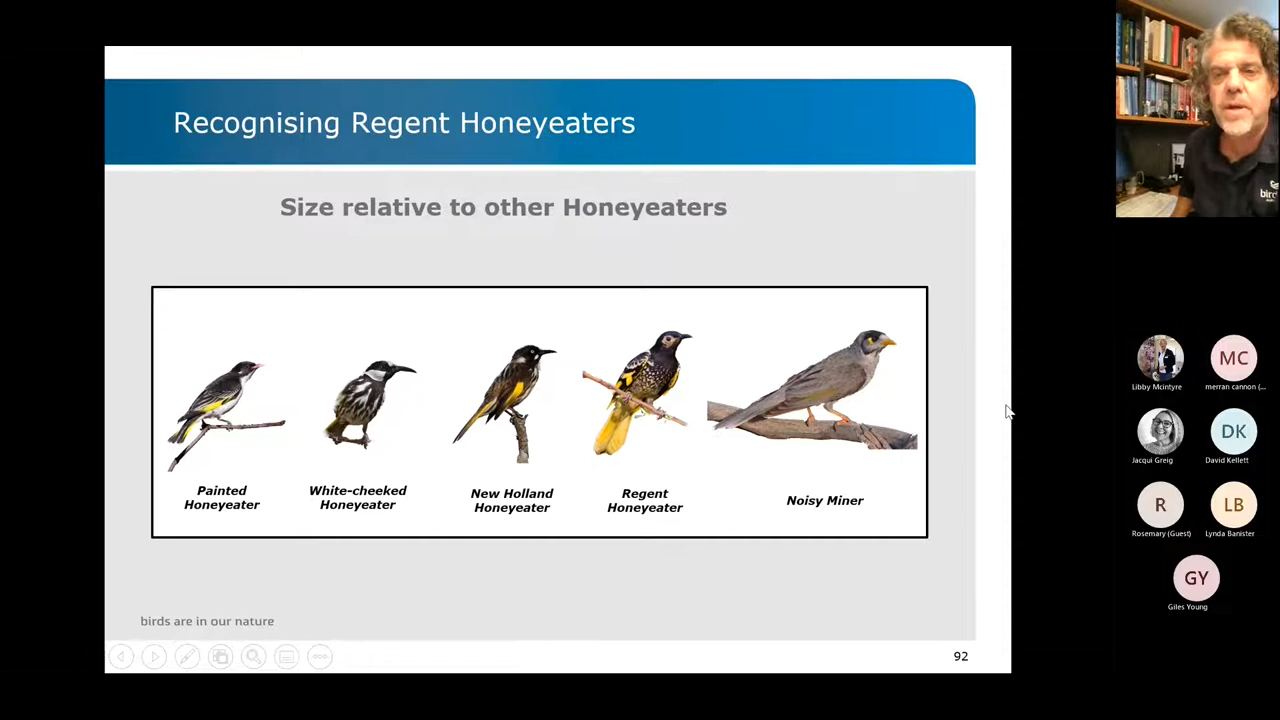 Recognising Regent Honeyeaters
Size relative to other Honeyeaters
Painted
Honeyeater
White-cheeked
Honeyeater
New Holland
Honeyeater
Regent
Honeyeater
Noisy Miner
birds are in our nature
92
bird
MC
Libby Mcintyre
merran cannon (...
DK
Jacqui Greig
David Kellett
R
LB
Rosemary (Guest)
Lynda Banister
GY
Giles Young